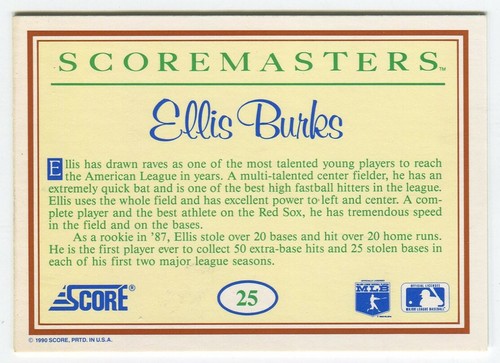 SCOREMASTERS™
Ellis Burks
Ellis has drawn raves as one of the most talented young players to reach
the American League in years. A multi-talented center fielder, he has an
extremely quick bat and is one of the best high fastball hitters in the league.
Ellis uses the whole field and has excellent power to left and center. A com-
plete player and the best athlete on the Red Sox, he has tremendous speed
in the field and on the bases.
As a rookie in '87, Ellis stole over 20 bases and hit over 20 home runs.
He is the first player ever to collect 50 extra-base hits and 25 stolen bases in
each of his first two major league seasons.
SCORE®
25
MLB
© 1990 SCORE, PRTD. IN U.S.A.